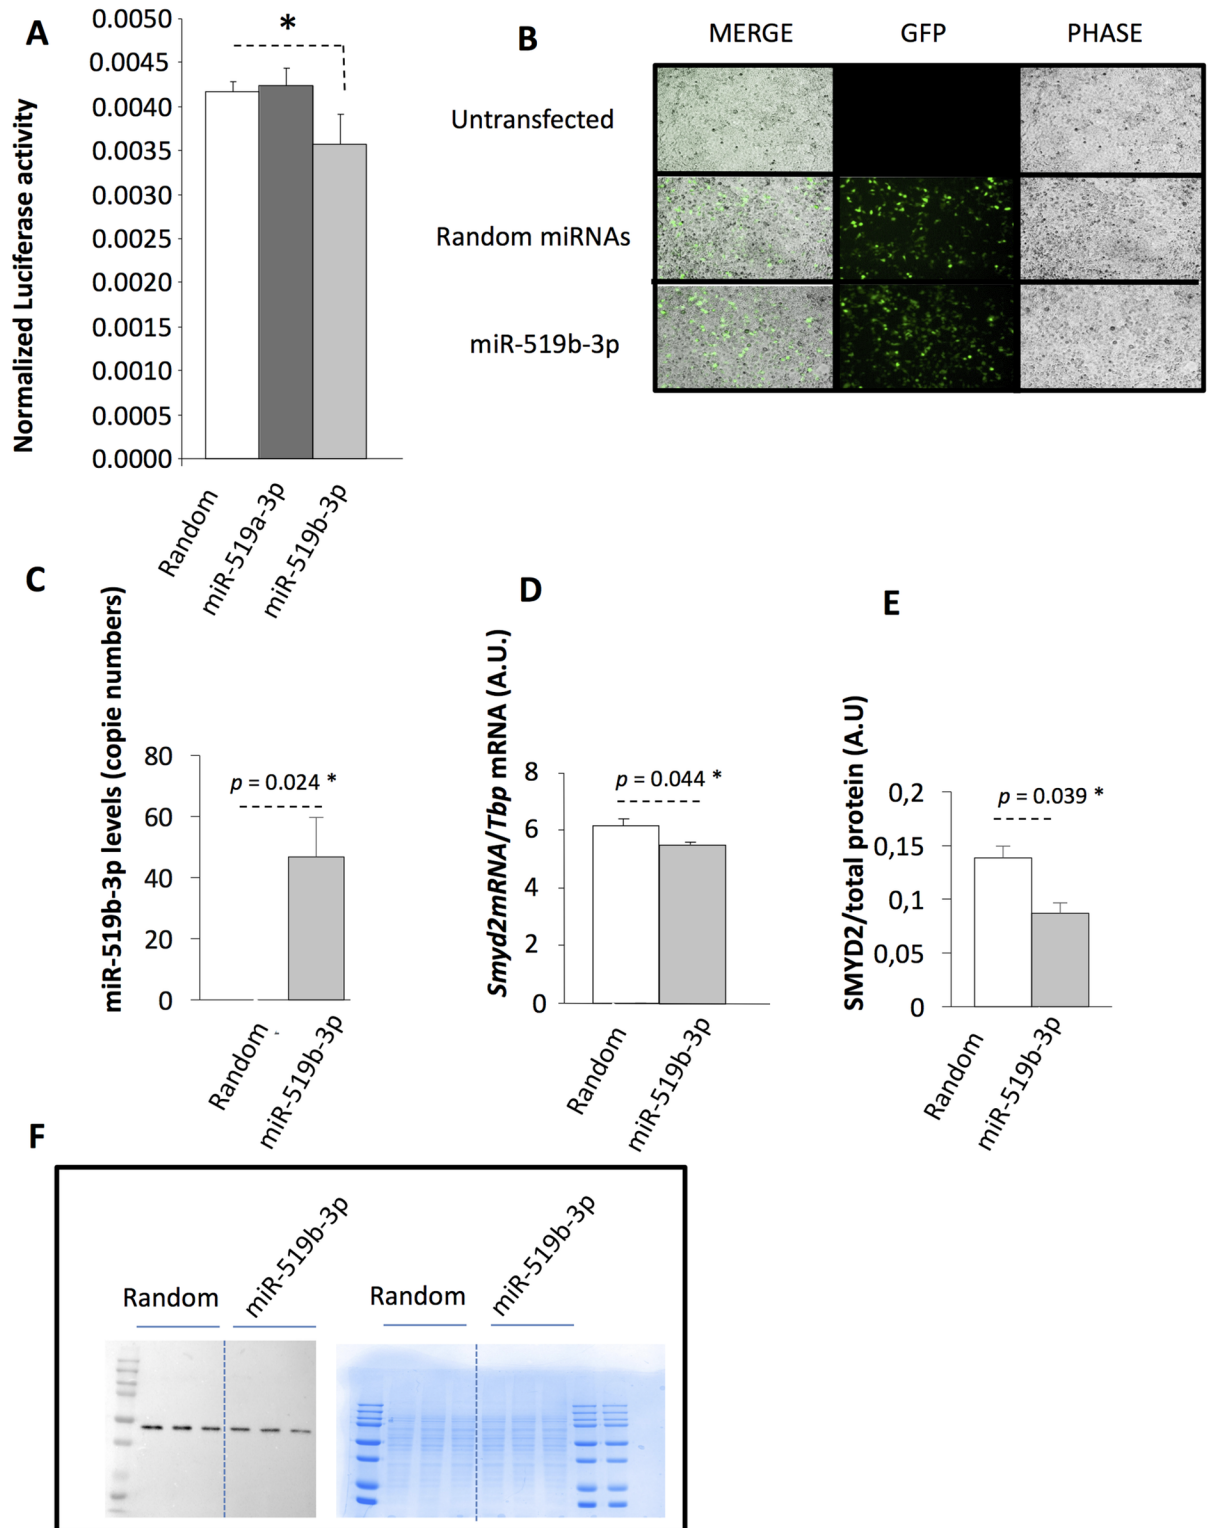 A
0.0050
0.0045
0.0040
0.0035
0.0030
0.0025
0.0020
0.0015
0.0010
0.0005
0.0000
Normalized Luciferase activity
*
Random
miR-519a-3p
miR-519b-3p
B
MERGE GFP PHASE
Untransfected
Random miRNAs
miR-519b-3p
C
miR-519b-3p levels (copie numbers)
80
60
40
20
0
p = 0.024 *
Random
miR-519b-3p
D
Smyd2mRNA/Tbp mRNA (A.U.)
8
6
4
2
0
p = 0.044 *
Random
miR-519b-3p
E
SMYD2/total protein (A.U)
0,2
0,15
0,1
0,05
0
p = 0.039 *
Random
miR-519b-3p
F
Random
miR-519b-3p
Random
miR-519b-3p